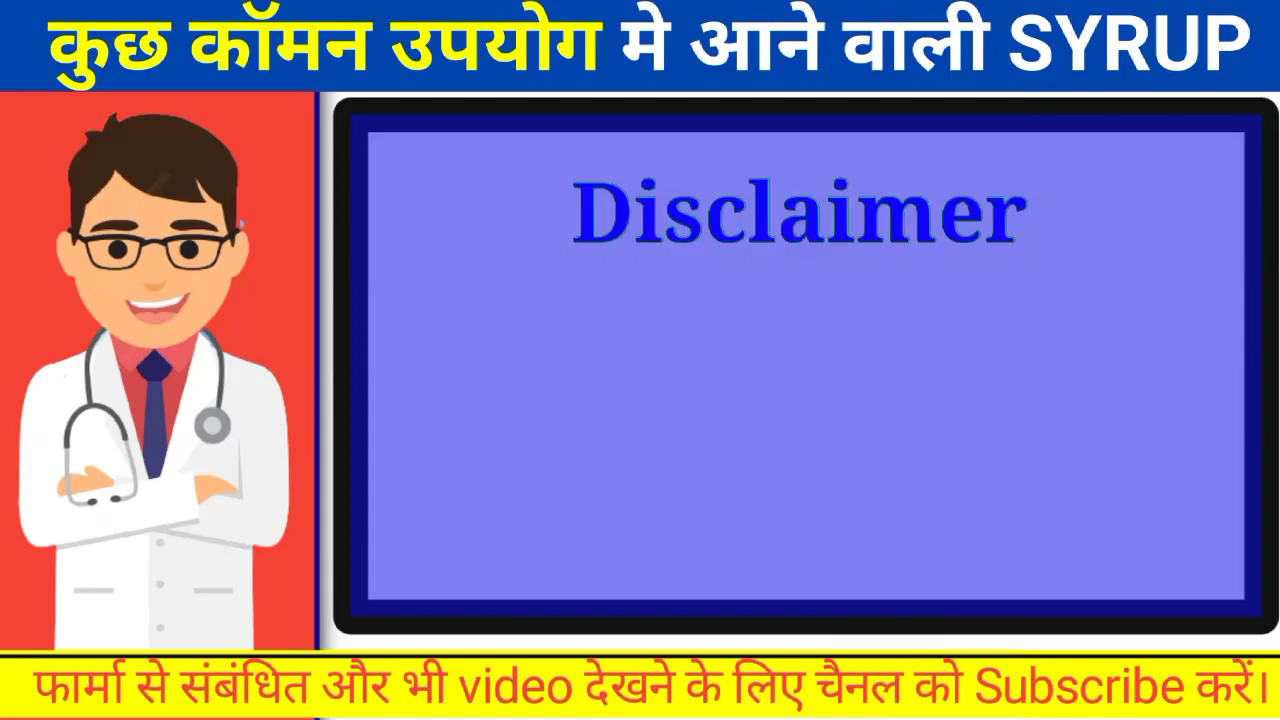 कुछ कॉमन उपयोग मे आने वाली SYRUP
Disclaimer
फार्मा से संबंधित और भी video देखने के लिए चैनल को Subscribe करें।